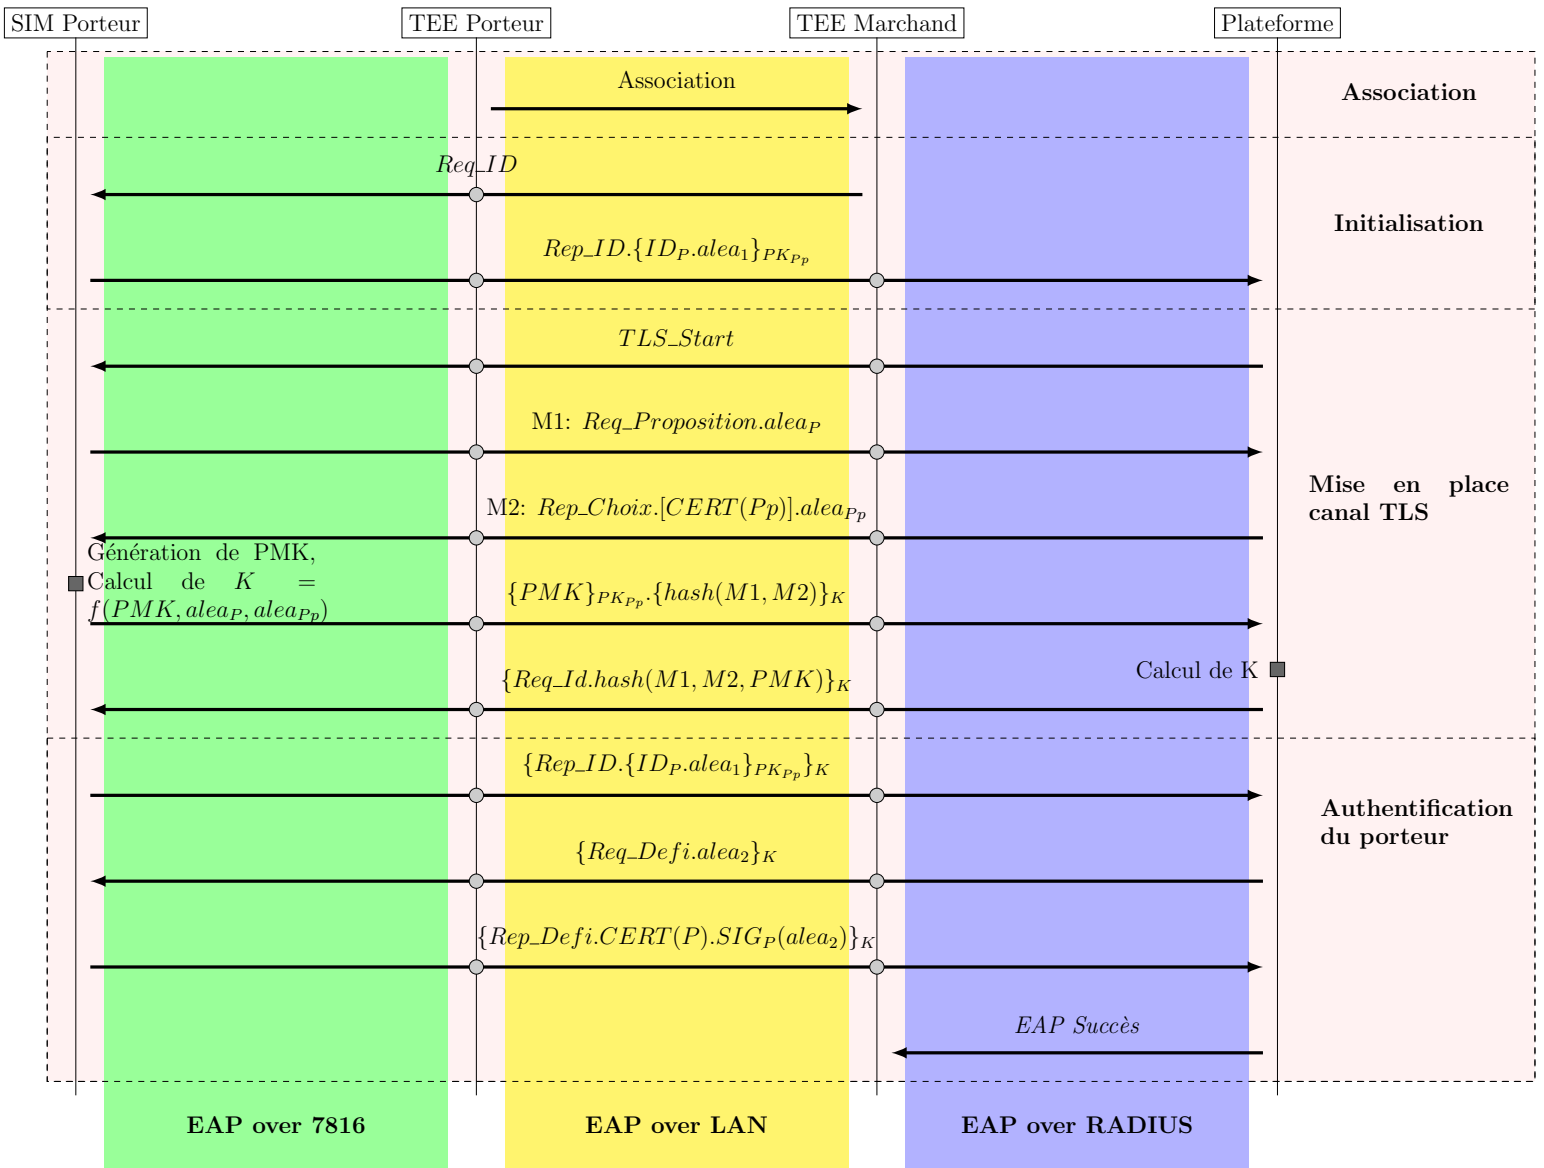 SIM Porteur TEE Porteur TEE Marchand Plateforme
Association
Association
Req_ID
Initialisation
Rep_ID.{ID_P.alea_1}_{PK_{Pp}}
TLS_Start
M1: Req_Proposition.alea_P
Mise en place
canal TLS
M2: Rep_Choix.[CERT(Pp)].alea_{Pp}
Génération de PMK,
Calcul de K =
f(PMK, alea_P, alea_{Pp})
{PMK}_{PK_{Pp}}.{hash(M1, M2)}_K
Calcul de K
{Req_Id.hash(M1, M2, PMK)}_K
{Rep_ID.{ID_P.alea_1}_{PK_{Pp}}}_K
Authentification
du porteur
{Req_Defi.alea_2}_K
{Rep_Defi.CERT(P).SIG_P(alea_2)}_K
EAP Succès
EAP over 7816 EAP over LAN EAP over RADIUS